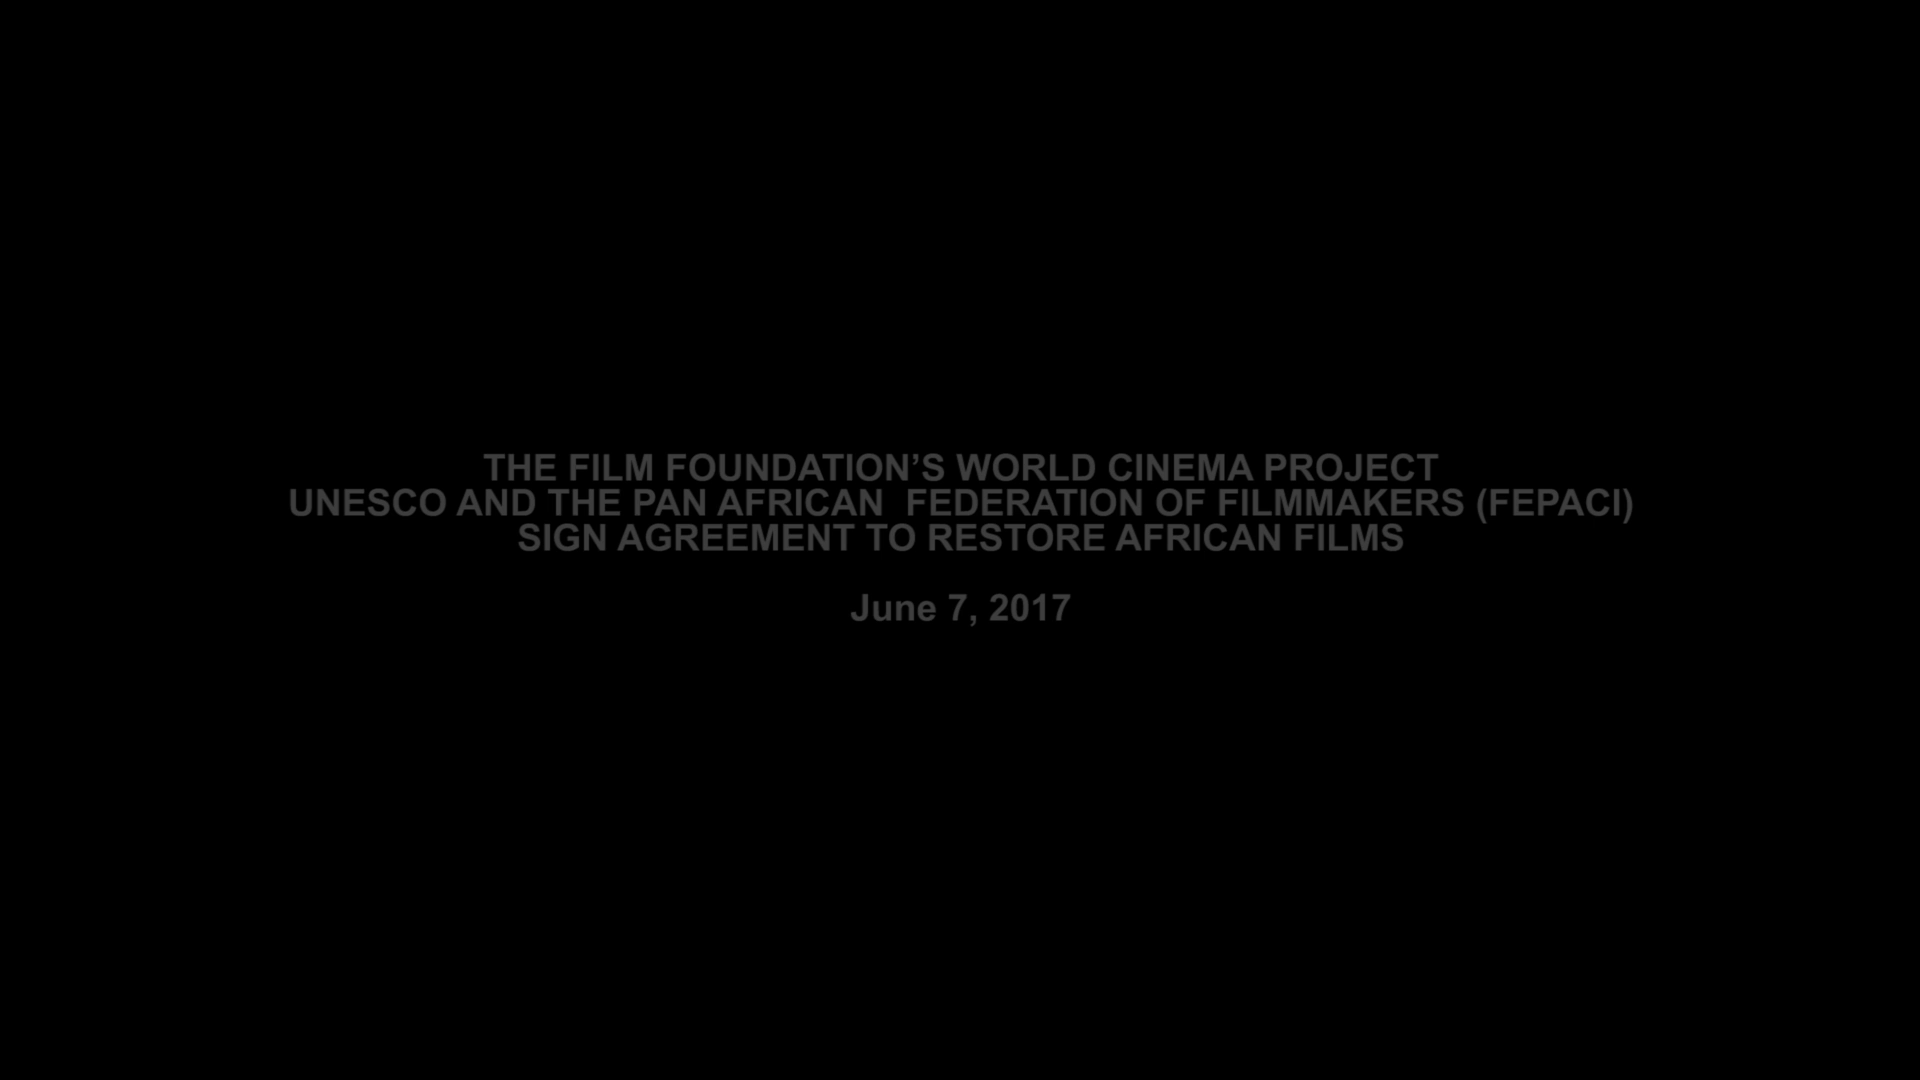 THE FILM FOUNDATION’S WORLD CINEMA PROJECT
UNESCO AND THE PAN AFRICAN  FEDERATION OF FILMMAKERS (FEPACI)
SIGN AGREEMENT TO RESTORE AFRICAN FILMS
June 7, 2017